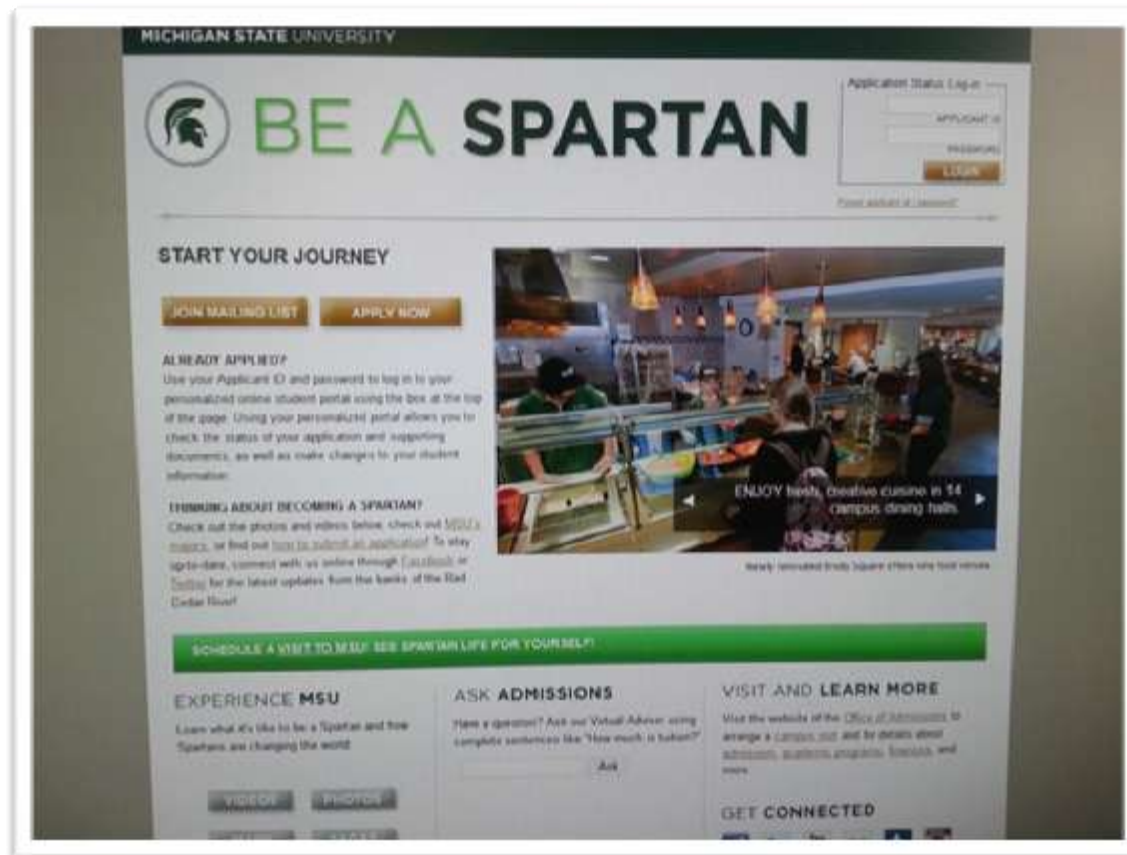 MICHIGAN STATE UNIVERSITY
BE A SPARTAN
Application Status Log-in
APPLICANT ID
PASSWORD
LOGIN
START YOUR JOURNEY
JOIN MAILING LIST
APPLY NOW
ALREADY APPLIED?
Use your Applicant ID and password to log in to your
personalized online student portal using the box at the top
of the page. Using your personalized portal allows you to
check the status of your application and supporting
documents, as well as make changes to your student
information.
THINKING ABOUT BECOMING A SPARTAN?
Check out the photos and videos below, check out MSU's
majors, or find out how to submit an application! To stay
up-to-date, connect with us online through Facebook or
Twitter for the latest updates from the banks of the Red
Cedar River!
ENJOY fresh, creative cuisine in 14
campus dining halls.
Newly renovated Brody Square offers nine food venues
SCHEDULE A VISIT TO MSU! SEE SPARTAN LIFE FOR YOURSELF!
EXPERIENCE MSU
Learn what it's like to be a Spartan and how
Spartans are changing the world
VIDEOS
PHOTOS
ASK ADMISSIONS
Have a question? Ask our Virtual Advisor using
complete sentences like "How much is tuition?"
Ask
VISIT AND LEARN MORE
Visit the website of the Office of Admissions to
arrange a campus visit and for details about
admission, academic programs, finances, and
more.
GET CONNECTED